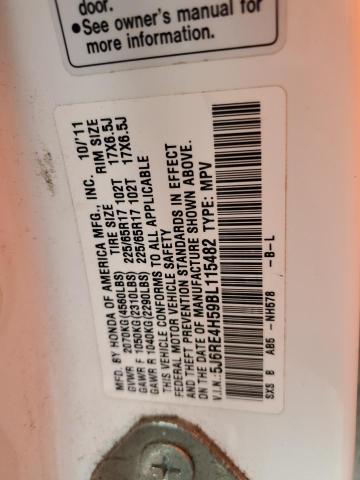 door.
●See owner's manual for
more information.
MFD. BY HONDA OF AMERICA MFG., INC. 10/11
TIRE SIZE RIM SIZE
GVWR 2070KG(4560LBS) 225/65R17 102T 17X6.5J
GAWR F 1050KG(2310LBS) 225/65R17 102T 17X6.5J
GAWR R 1040KG(2290LBS)
THIS VEHICLE CONFORMS TO ALL APPLICABLE
FEDERAL MOTOR VEHICLE SAFETY AND
THEFT PREVENTION STANDARDS IN EFFECT
ON THE DATE OF MANUFACTURE SHOWN ABOVE.
V.I.N.: 5J6RE4H59BL115482 TYPE: MPV
SXS B AB5 -NH578 -B-L